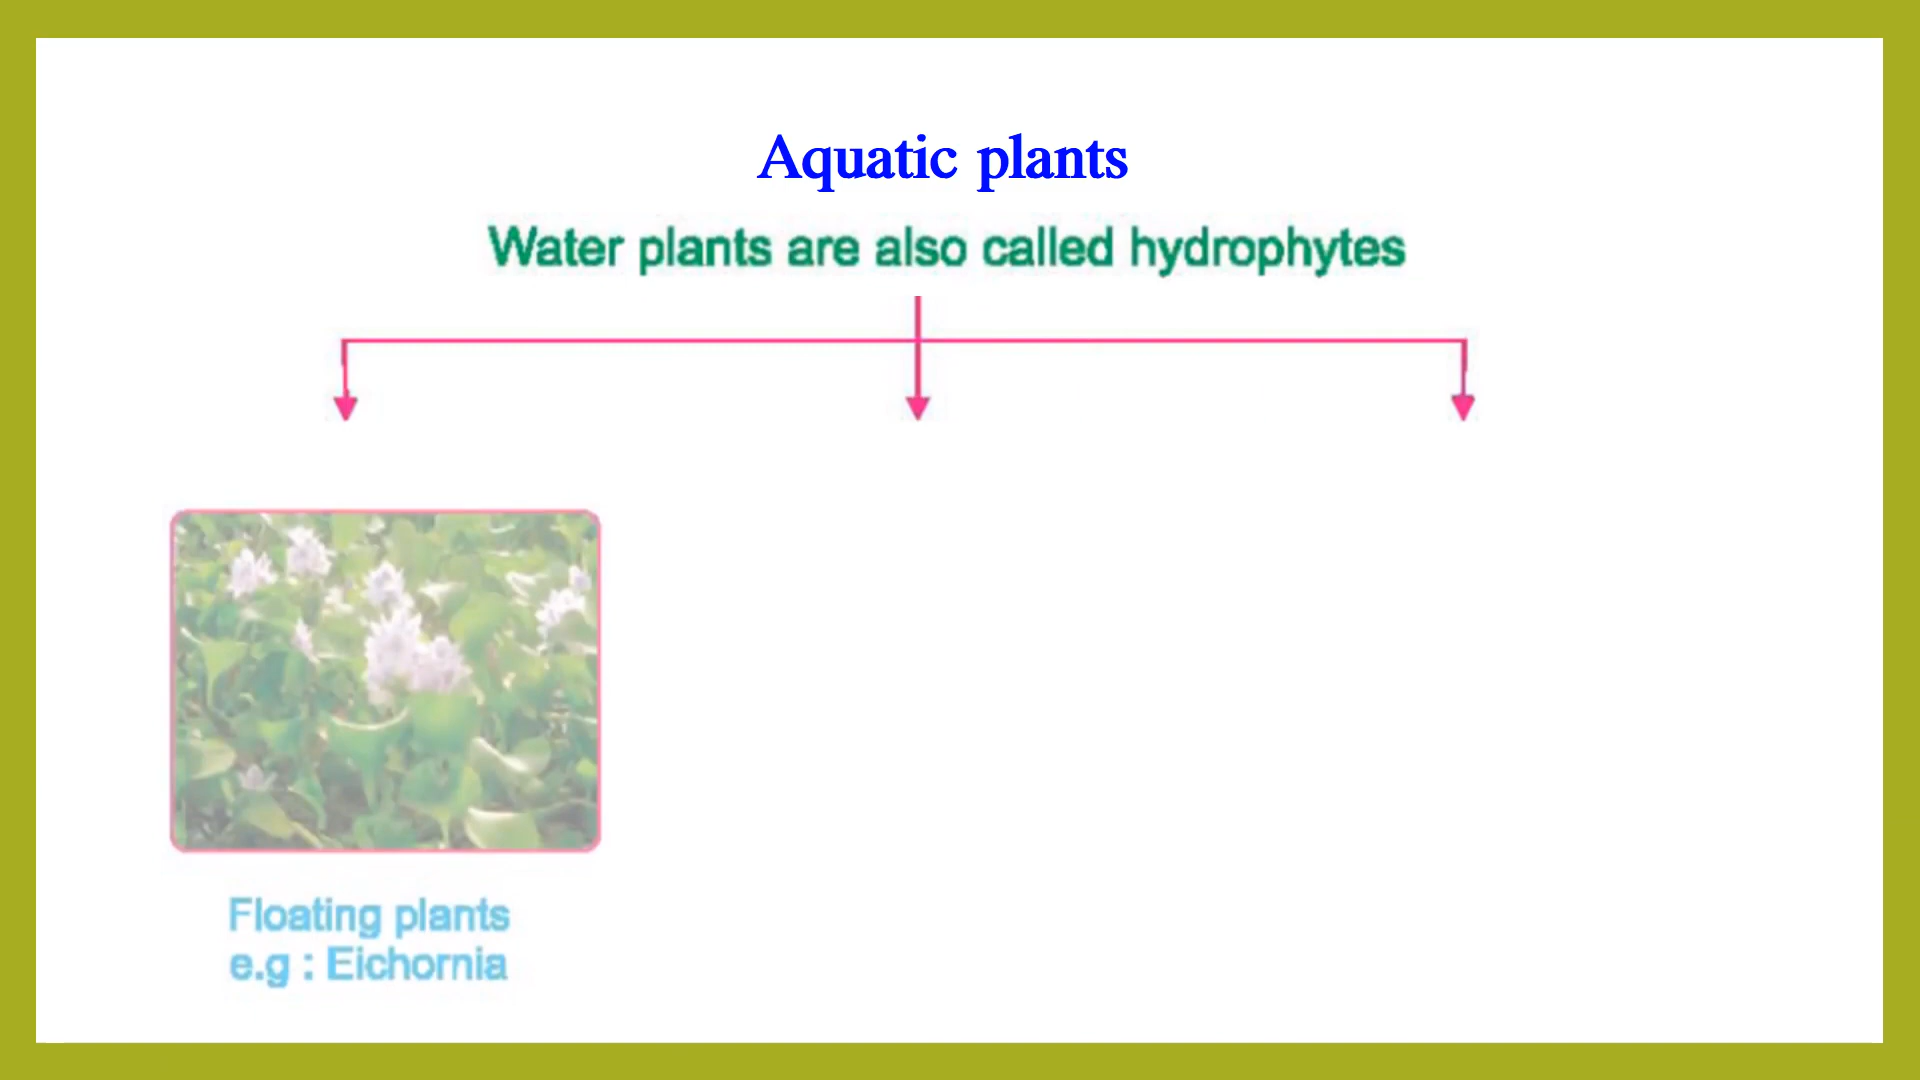 Aquatic plants
Water plants are also called hydrophytes
Floating plants
e.g : Eichornia